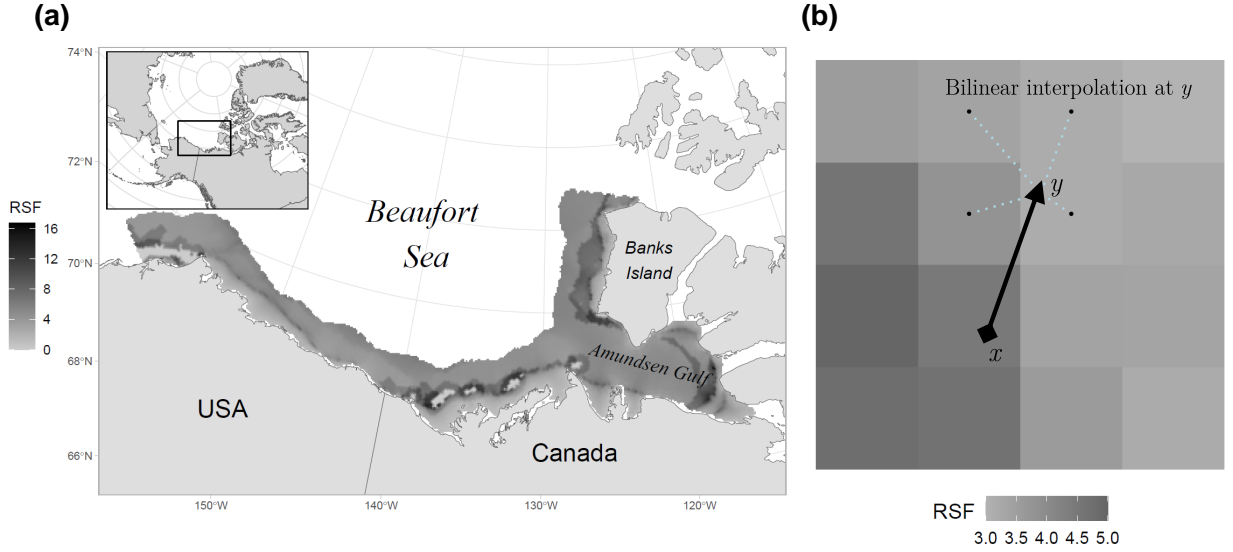 (a)
(b)
74°N
72°N
70°N
68°N
66°N
150°W
140°W
130°W
120°W
RSF
16
12
8
4
0
Beaufort
Sea
Banks
Island
Amundsen Gulf
USA
Canada
Bilinear interpolation at y
y
x
RSF
3.0 3.5 4.0 4.5 5.0